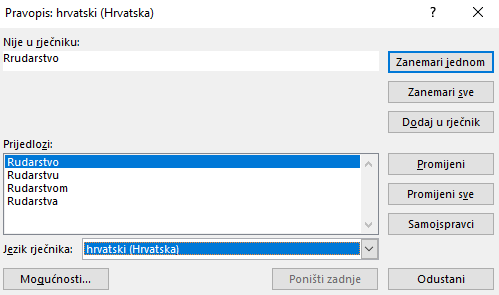 Pravopis: hrvatski (Hrvatska)
?
Nije u rječniku:
Rrudarstvo
Zanemari jednom
Zanemari sve
Dodaj u rječnik
Prijedlozi:
Rudarstvo
Rudarstvu
Rudarstvom
Rudarstva
Promijeni
Promijeni sve
Samoispravci
Jezik rječnika:
hrvatski (Hrvatska)
Mogućnosti...
Poništi zadnje
Odustani